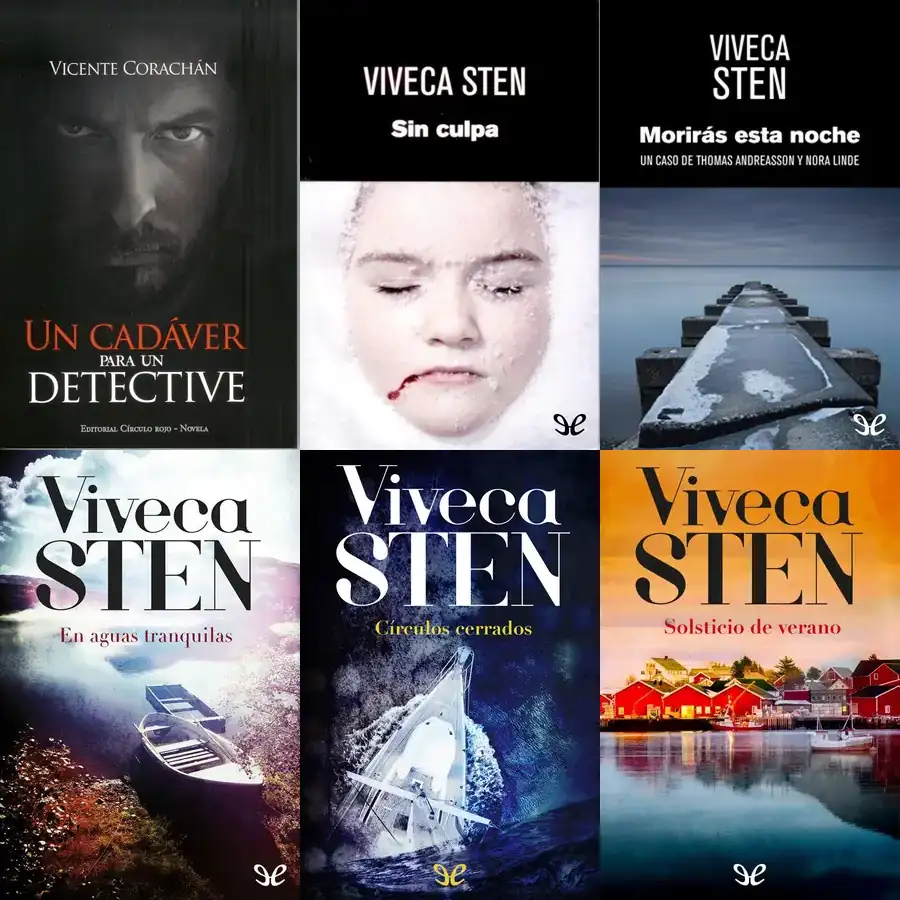 VICENTE CORACHÁN
UN CADÁVER
PARA UN
DETECTIVE
EDITORIAL CÍRCULO ROJO – NOVELA
VIVECA STEN
Sin culpa
VIVECA
STEN
Morirás esta noche
UN CASO DE THOMAS ANDREASSON Y NORA LINDE
Viveca
STEN
En aguas tranquilas
Viveca
STEN
Círculos cerrados
Viveca
STEN
Solsticio de verano